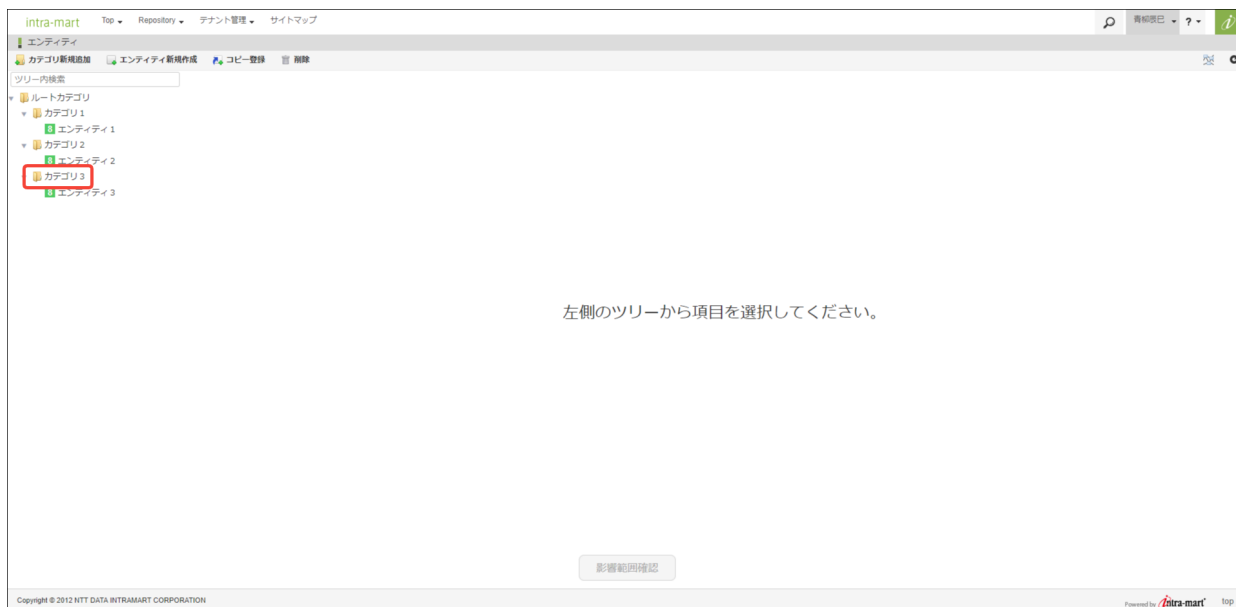 intra-mart Top Repository テナント管理 サイトマップ 青柳辰巳 ?
エンティティ
カテゴリ新規追加 エンティティ新規作成 コピー登録 削除
ツリー内検索
ルートカテゴリ
カテゴリ1
エンティティ1
カテゴリ2
エンティティ2
カテゴリ3
エンティティ3
左側のツリーから項目を選択してください。
影響範囲確認
Copyright © 2012 NTT DATA INTRAMART CORPORATION Powered by intra-mart top